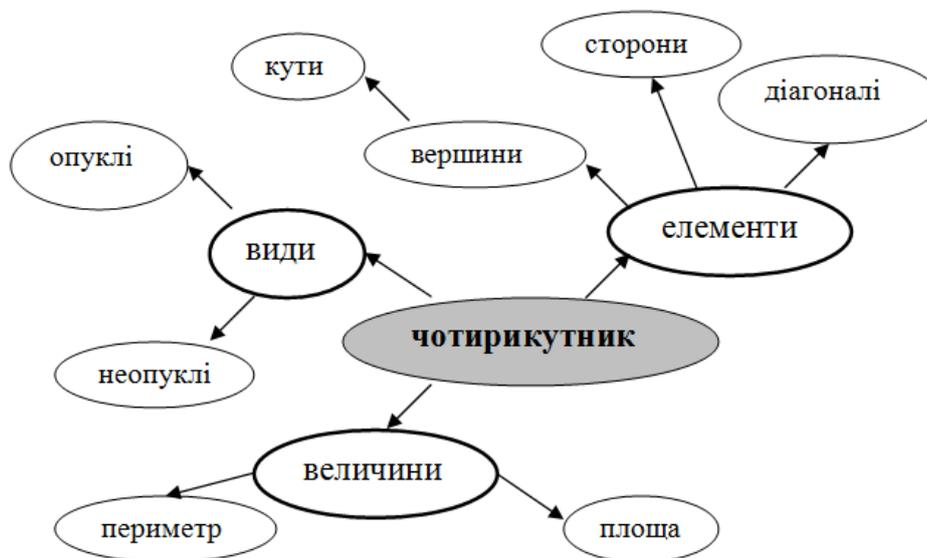 сторони
кути
діагоналі
опуклі
вершини
елементи
види
чотирикутник
неопуклі
величини
периметр
площа